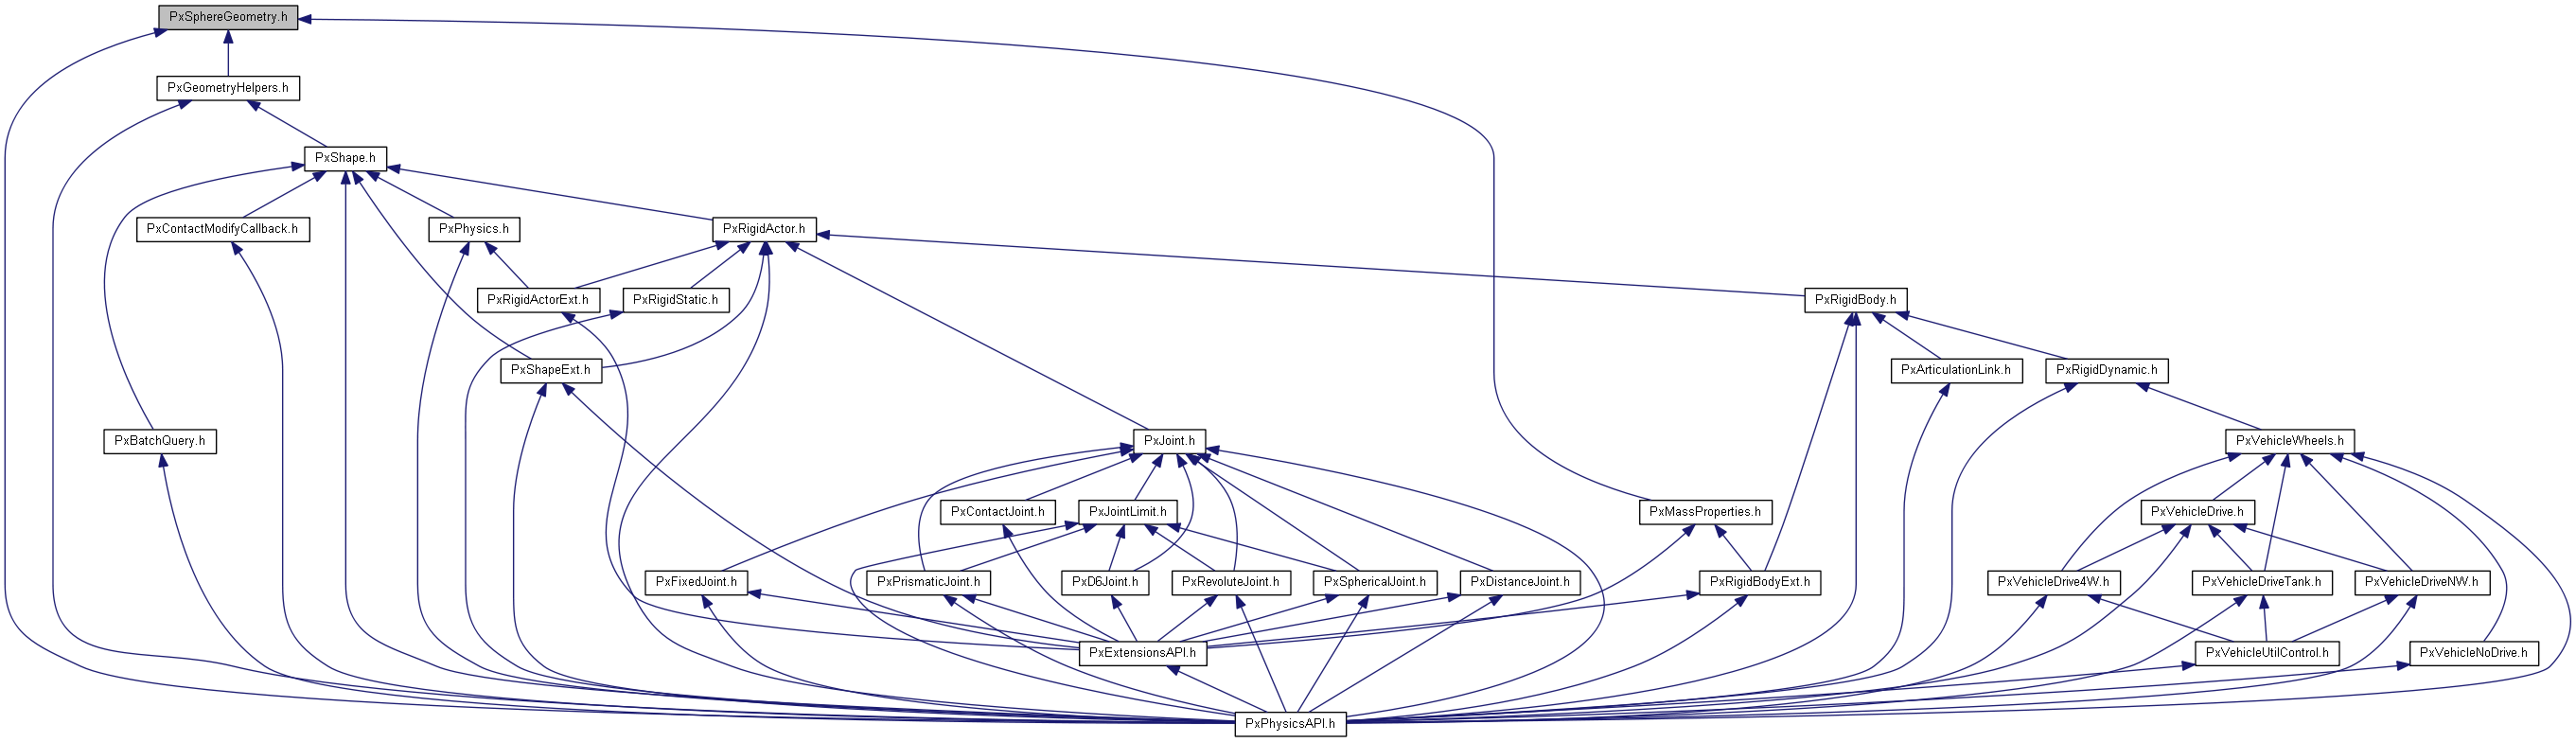 PxSphereGeometry.h
PxGeometryHelpers.h
PxShape.h
PxContactModifyCallback.h
PxPhysics.h
PxRigidActor.h
PxRigidActorExt.h
PxRigidStatic.h
PxRigidBody.h
PxShapeExt.h
PxArticulationLink.h
PxRigidDynamic.h
PxBatchQuery.h
PxJoint.h
PxVehicleWheels.h
PxContactJoint.h
PxJointLimit.h
PxMassProperties.h
PxVehicleDrive.h
PxFixedJoint.h
PxPrismaticJoint.h
PxD6Joint.h
PxRevoluteJoint.h
PxSphericalJoint.h
PxDistanceJoint.h
PxRigidBodyExt.h
PxVehicleDrive4W.h
PxVehicleDriveTank.h
PxVehicleDriveNW.h
PxExtensionsAPI.h
PxVehicleUtilControl.h
PxVehicleNoDrive.h
PxPhysicsAPI.h